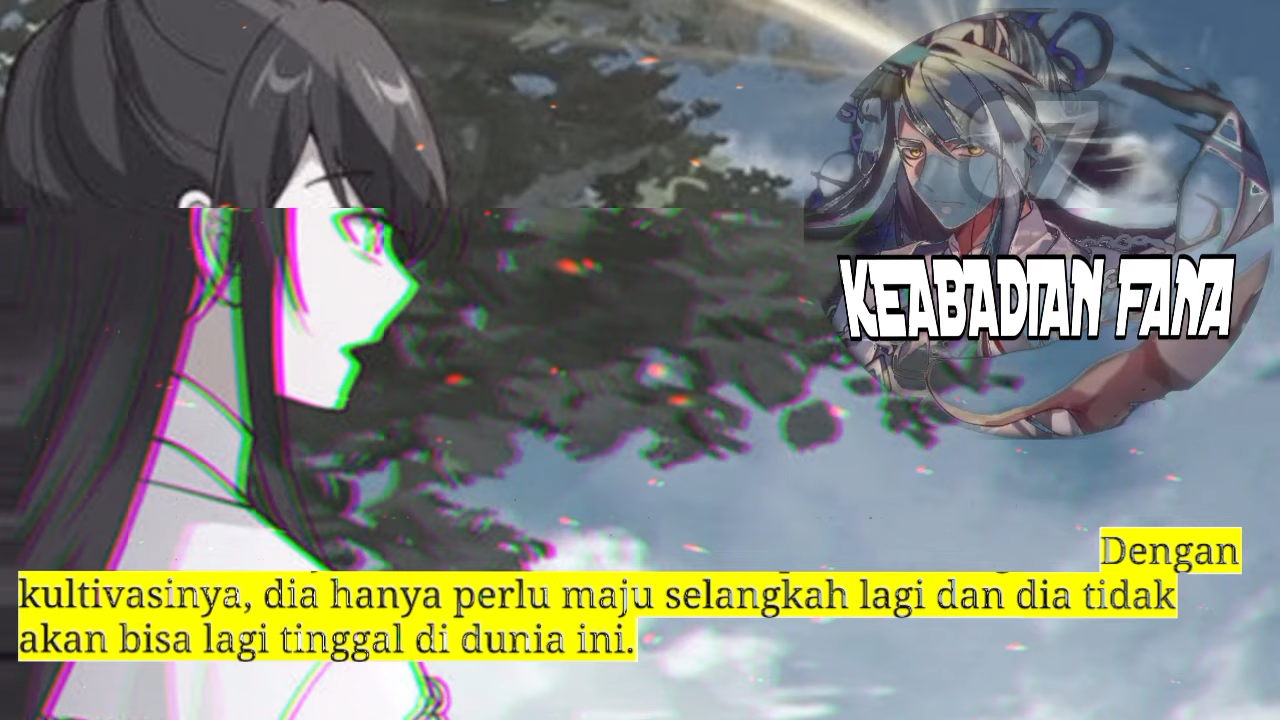 KEABADIAN FANA
Dengan
kultivasinya, dia hanya perlu maju selangkah lagi dan dia tidak
akan bisa lagi tinggal di dunia ini.